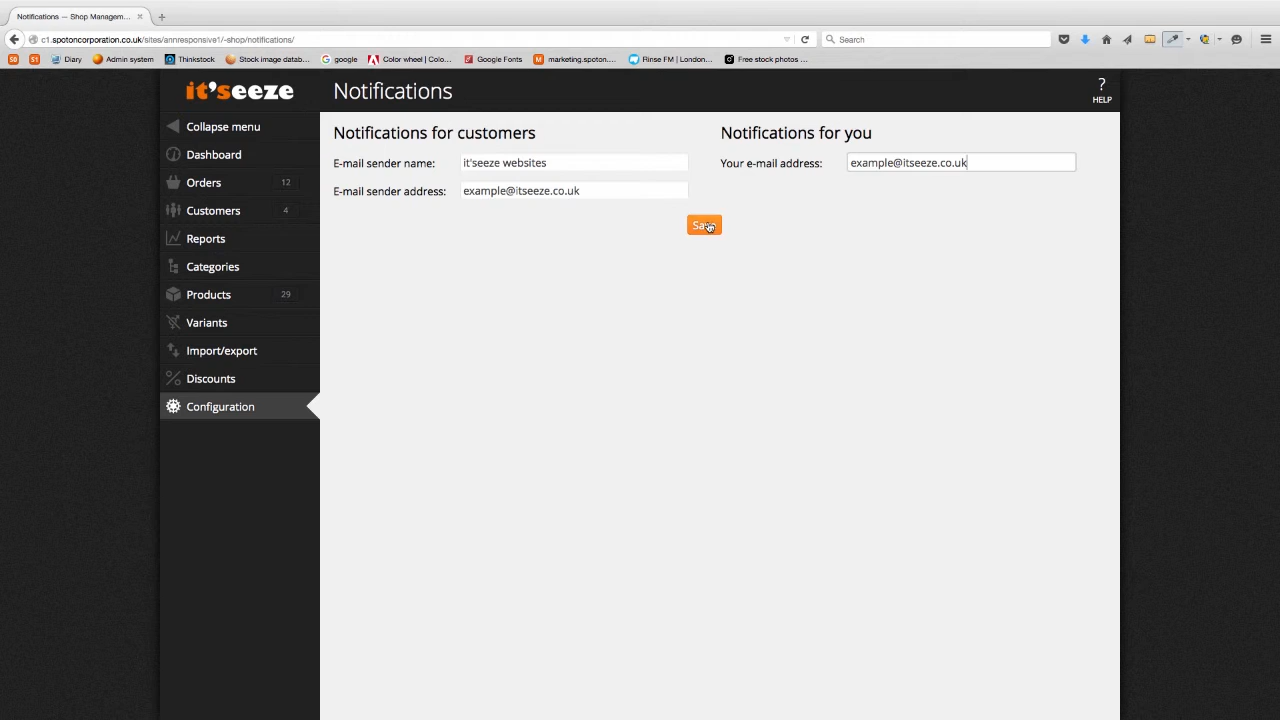 Notifications — Shop Managem...
c1.spotoncorporation.co.uk/sites/annresponsive1/-shop/notifications/
Search
SO
S1
Diary
Admin system
Thinkstock
Stock image datab...
google
Color wheel | Colo...
Google Fonts
marketing.spoton....
Rinse FM | London...
Free stock photos ...
it'seeze
Notifications
?
HELP
Collapse menu
Dashboard
Orders 12
Customers 4
Reports
Categories
Products 29
Variants
Import/export
Discounts
Configuration
Notifications for customers
E-mail sender name: it'seeze websites
E-mail sender address: example@itseeze.co.uk
Notifications for you
Your e-mail address: example@itseeze.co.uk